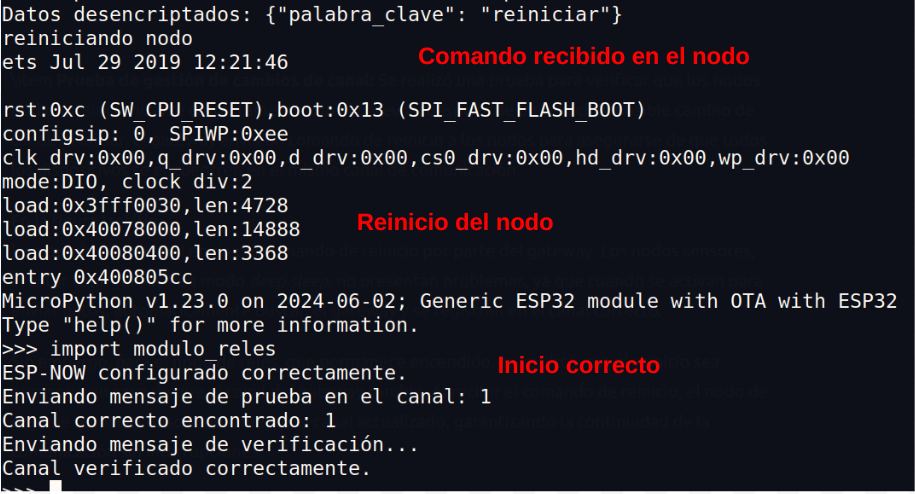 Datos desencriptados: {"palabra_clave": "reiniciar"}
reiniciando nodo
Comando recibido en el nodo
ets Jul 29 2019 12:21:46
rst:0xc (SW_CPU_RESET),boot:0x13 (SPI_FAST_FLASH_BOOT)
configsip: 0, SPIWP:0xee
clk_drv:0x00,q_drv:0x00,d_drv:0x00,cs0_drv:0x00,hd_drv:0x00,wp_drv:0x00
mode:DIO, clock div:2
load:0x3fff0030,len:4728
Reinicio del nodo
load:0x40078000,len:14888
load:0x40080400,len:3368
entry 0x400805cc
MicroPython v1.23.0 on 2024-06-02; Generic ESP32 module with OTA with ESP32
Type "help()" for more information.
>>> import modulo_reles
Inicio correcto
ESP-NOW configurado correctamente.
Enviando mensaje de prueba en el canal: 1
Canal correcto encontrado: 1
Enviando mensaje de verificación...
Canal verificado correctamente.
>>>